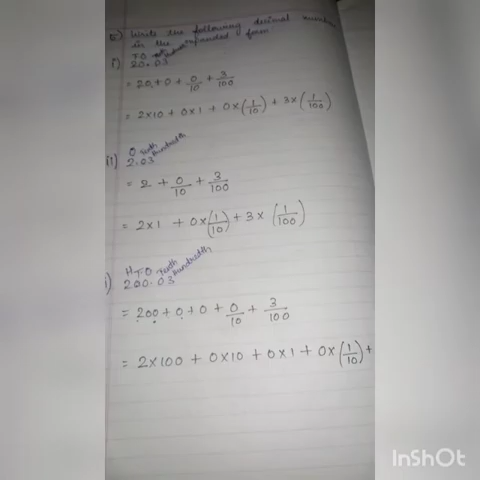 Write the following decimal number
in the expanded form
T O Tenth
i) 20.03
= 20 + 0 + 0/10 + 3/100
= 2×10 + 0×1 + 0×(1/10) + 3×(1/100)
O Tenth Hundredth
ii) 2.03
= 2 + 0/10 + 3/100
= 2×1 + 0×(1/10) + 3×(1/100)
H T O Tenth Hundredth
) 200.03
= 200 + 0 + 0 + 0/10 + 3/100
= 2×100 + 0×10 + 0×1 + 0×(1/10) +
InShOt